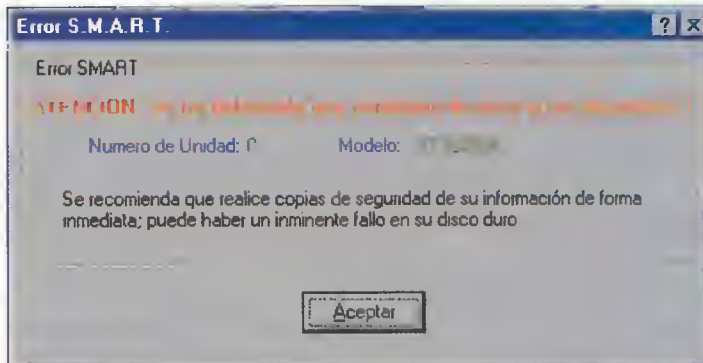 Error S.M.A.R.T.
Error SMART
Numero de Unidad:
Modelo:
Se recomienda que realice copias de seguridad de su información de forma
inmediata; puede haber un inminente fallo en su disco duro
Aceptar